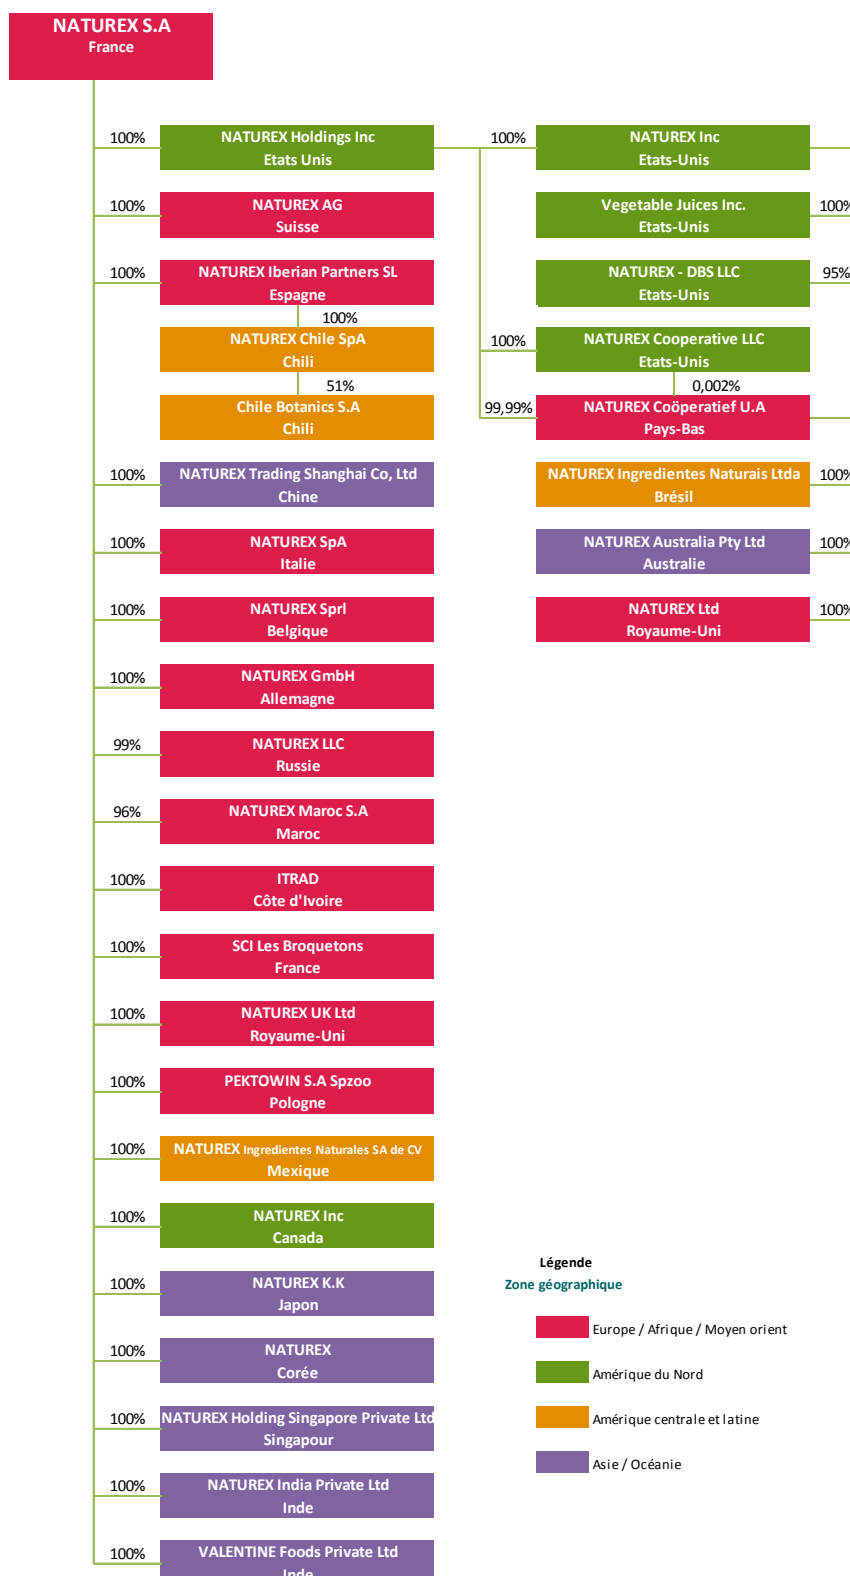 NATUREX S.A
France
100%
NATUREX Holdings Inc
Etats Unis
100%
NATUREX Inc
Etats-Unis
100%
NATUREX AG
Suisse
Vegetable Juices Inc.
Etats-Unis
100%
100%
NATUREX Iberian Partners SL
Espagne
NATUREX - DBS LLC
Etats-Unis
95%
100%
NATUREX Chile SpA
Chili
100%
NATUREX Cooperative LLC
Etats-Unis
51%
Chile Botanics S.A
Chili
0,002%
99,99%
NATUREX Coöperatief U.A
Pays-Bas
100%
NATUREX Trading Shanghai Co, Ltd
Chine
NATUREX Ingredientes Naturais Ltda
Brésil
100%
100%
NATUREX SpA
Italie
NATUREX Australia Pty Ltd
Australie
100%
100%
NATUREX Sprl
Belgique
NATUREX Ltd
Royaume-Uni
100%
100%
NATUREX GmbH
Allemagne
99%
NATUREX LLC
Russie
96%
NATUREX Maroc S.A
Maroc
100%
ITRAD
Côte d'Ivoire
100%
SCI Les Broquetons
France
100%
NATUREX UK Ltd
Royaume-Uni
100%
PEKTOWIN S.A Spzoo
Pologne
100%
NATUREX Ingredientes Naturales SA de CV
Mexique
100%
NATUREX Inc
Canada
100%
NATUREX K.K
Japon
100%
NATUREX
Corée
100%
NATUREX Holding Singapore Private Ltd
Singapour
100%
NATUREX India Private Ltd
Inde
100%
VALENTINE Foods Private Ltd
Inde
Légende
Zone géographique
Europe / Afrique / Moyen orient
Amérique du Nord
Amérique centrale et latine
Asie / Océanie